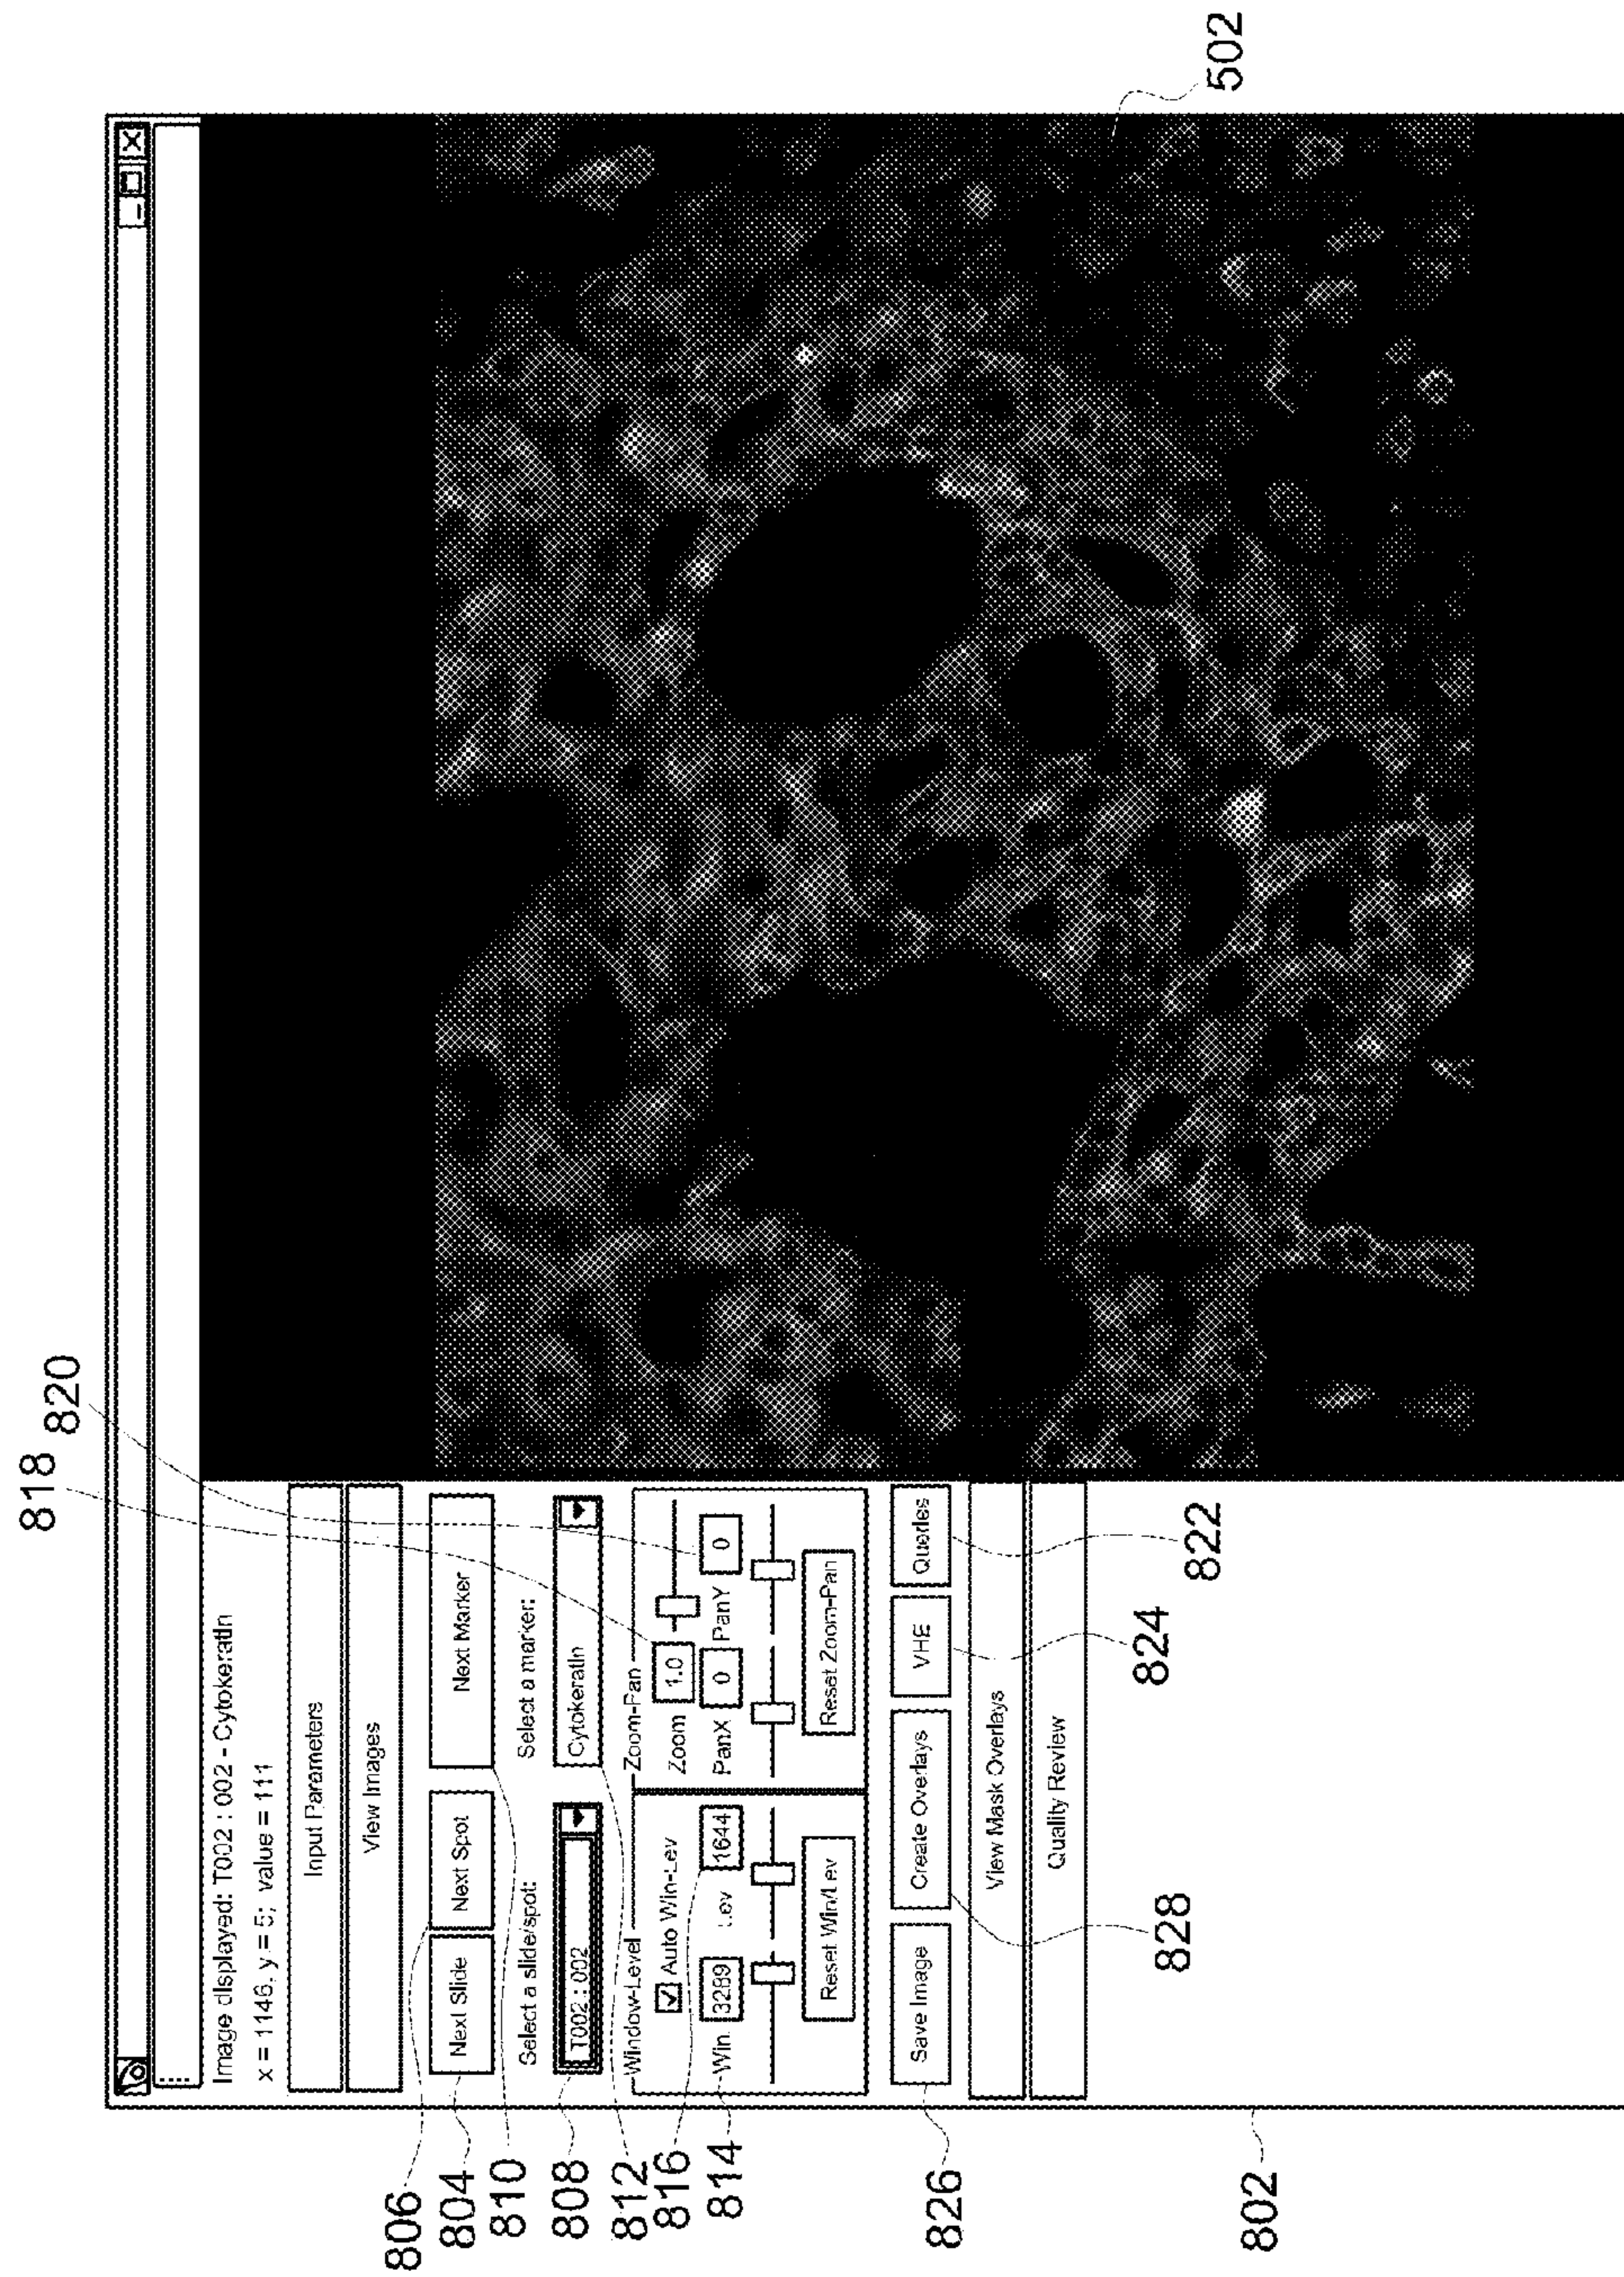 818
820
Image displayed: T002 : 002 - Cytokeratin
x = 1146, y = 5; value = 111
Input Parameters
View Images
Next Slide
Next Spot
Next Marker
Select a slide/spot:
Select a marker:
T002 : 002
Cytokeratin
Window-Level
Zoom-Pan
Auto Win-Lev
Zoom 1.0
Win 3289 Lev 1644
PanX 0 PanY 0
Reset Win/Lev
Reset Zoom-Pan
Save Image
Create Overlays
VHE
Queries
View Mask Overlays
Quality Review
806
804
810
808
812
816
814
826
802
828
824
822
502